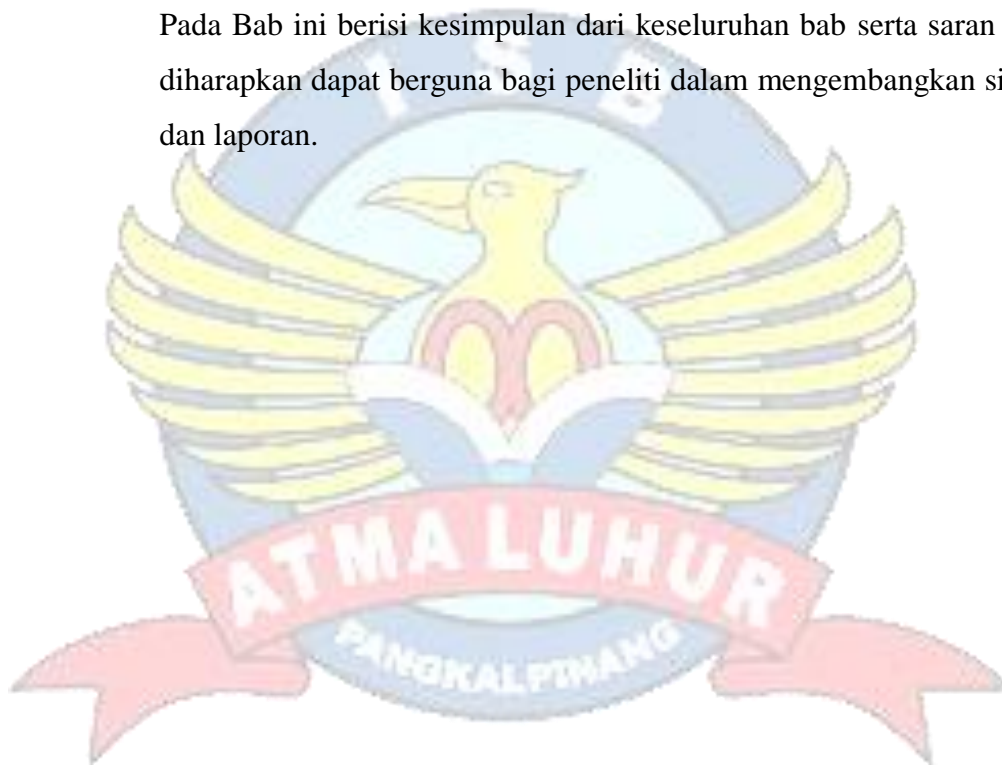 Pada Bab ini berisi kesimpulan dari keseluruhan bab serta saran
diharapkan dapat berguna bagi peneliti dalam mengembangkan si
dan laporan.
I S B
ATMA LUHUR
PANGKALPINANG